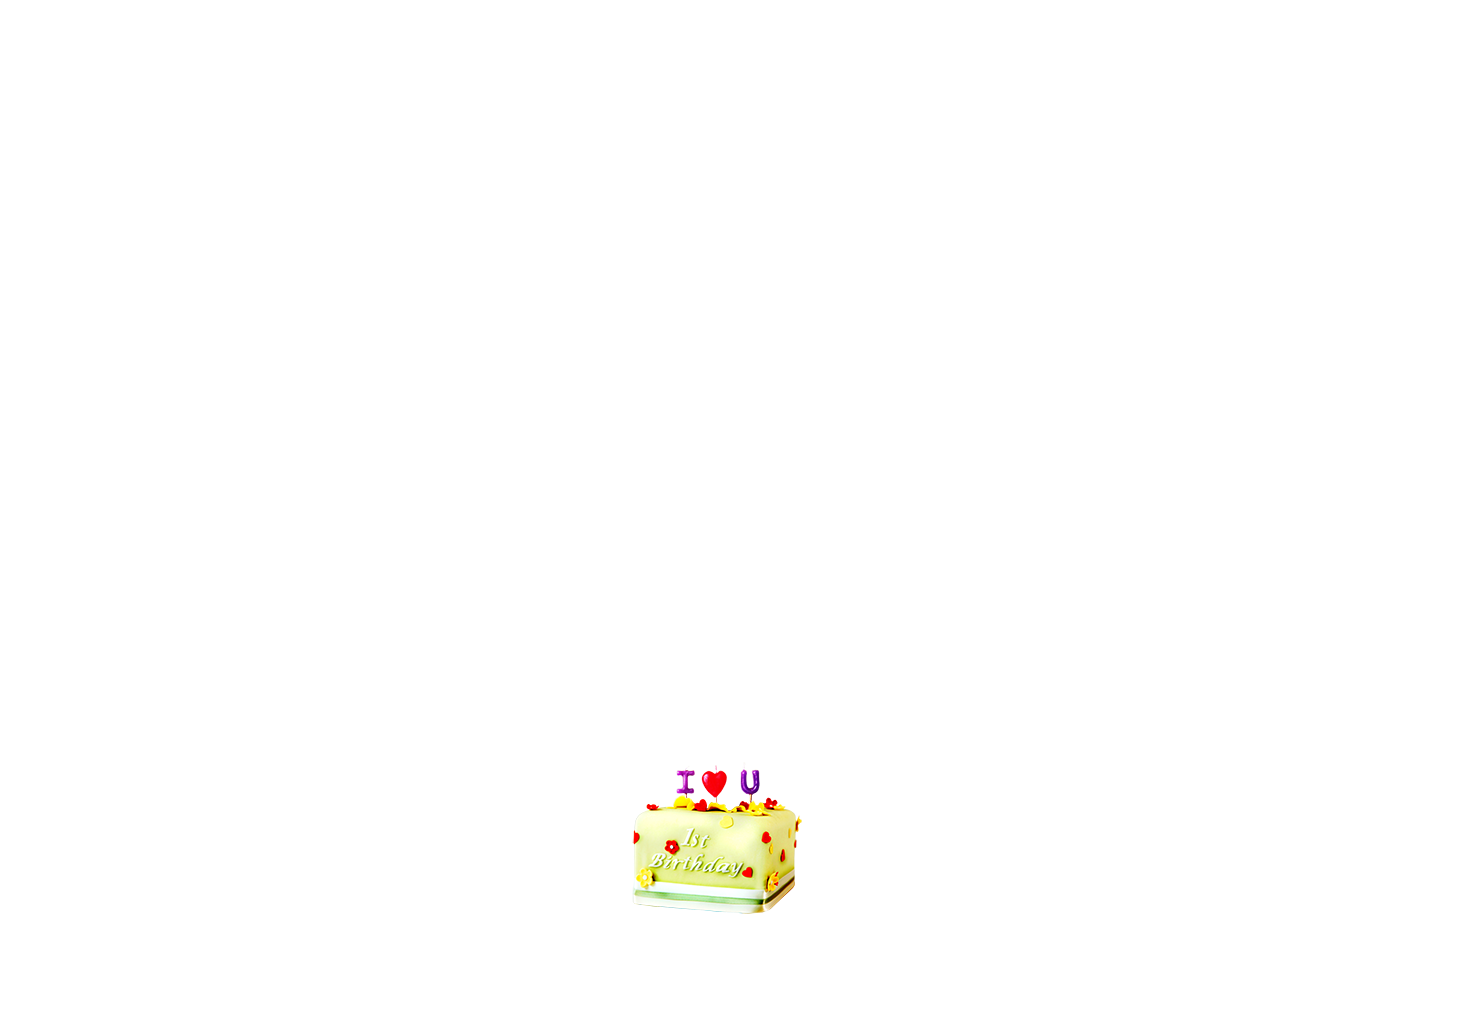 I ❤ U
1st
Birthday